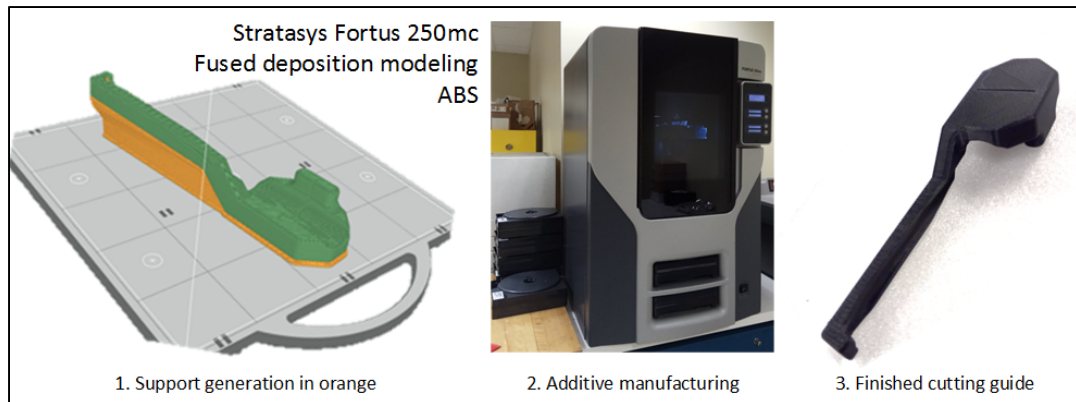 Stratasys Fortus 250mc
Fused deposition modeling
ABS
1. Support generation in orange
2. Additive manufacturing
3. Finished cutting guide